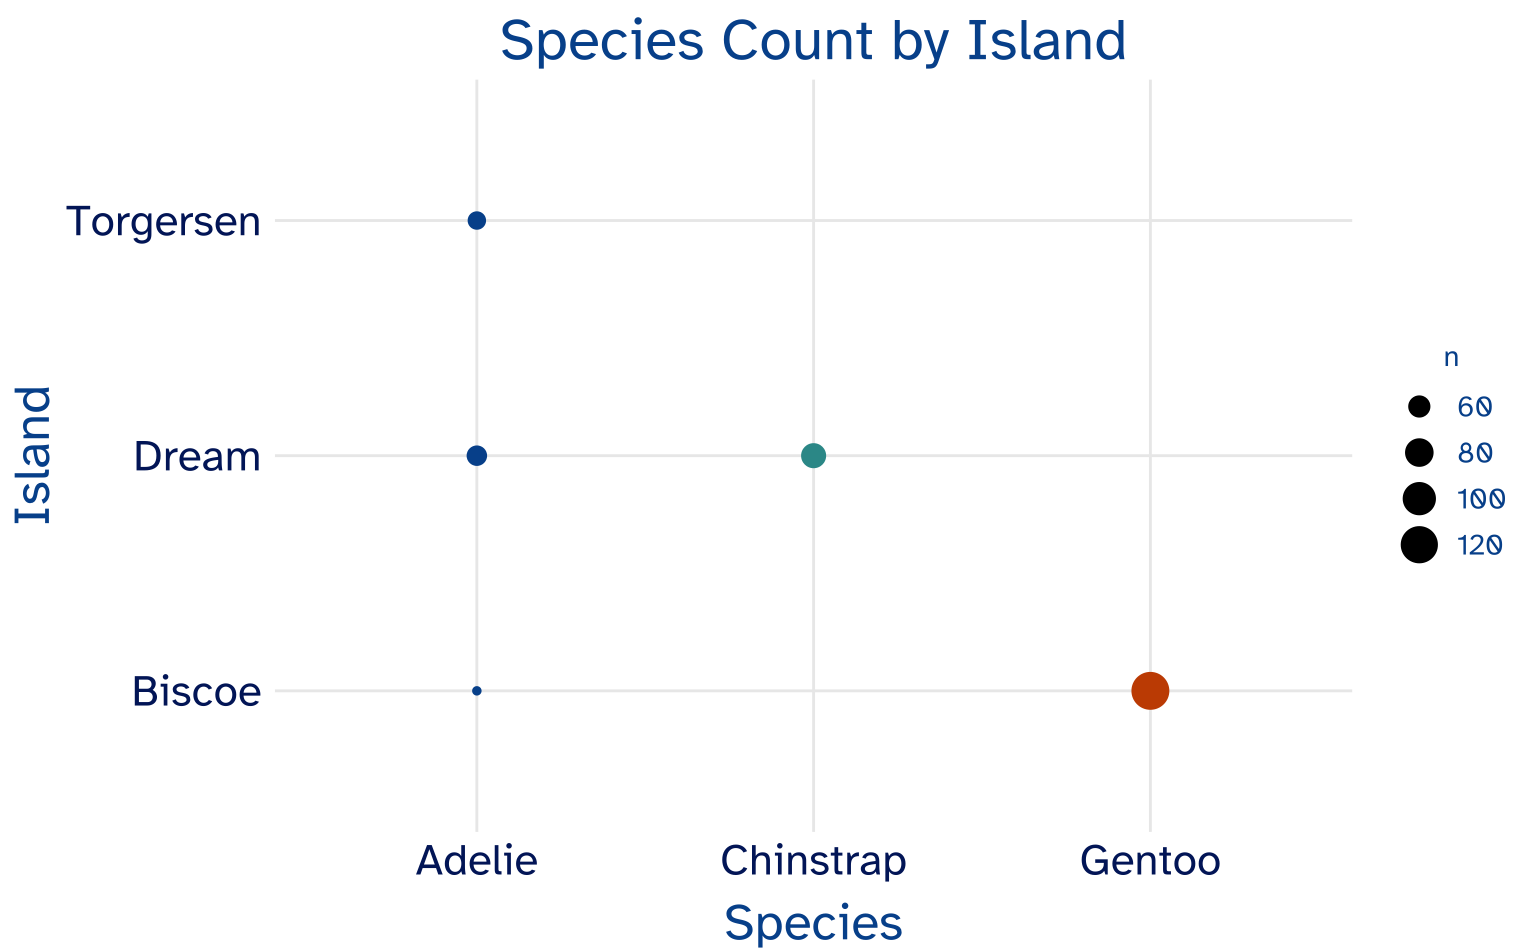 Species Count by Island
Island
Torgersen
Dream
Biscoe
Adelie Chinstrap Gentoo
Species
n
60
80
100
120